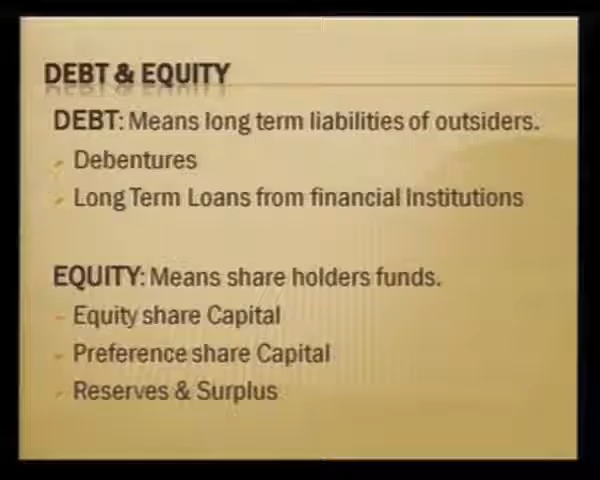 DEBT & EQUITY
DEBT: Means long term liabilities of outsiders.
Debentures
Long Term Loans from financial Institutions
EQUITY: Means share holders funds.
Equity share Capital
Preference share Capital
Reserves & Surplus